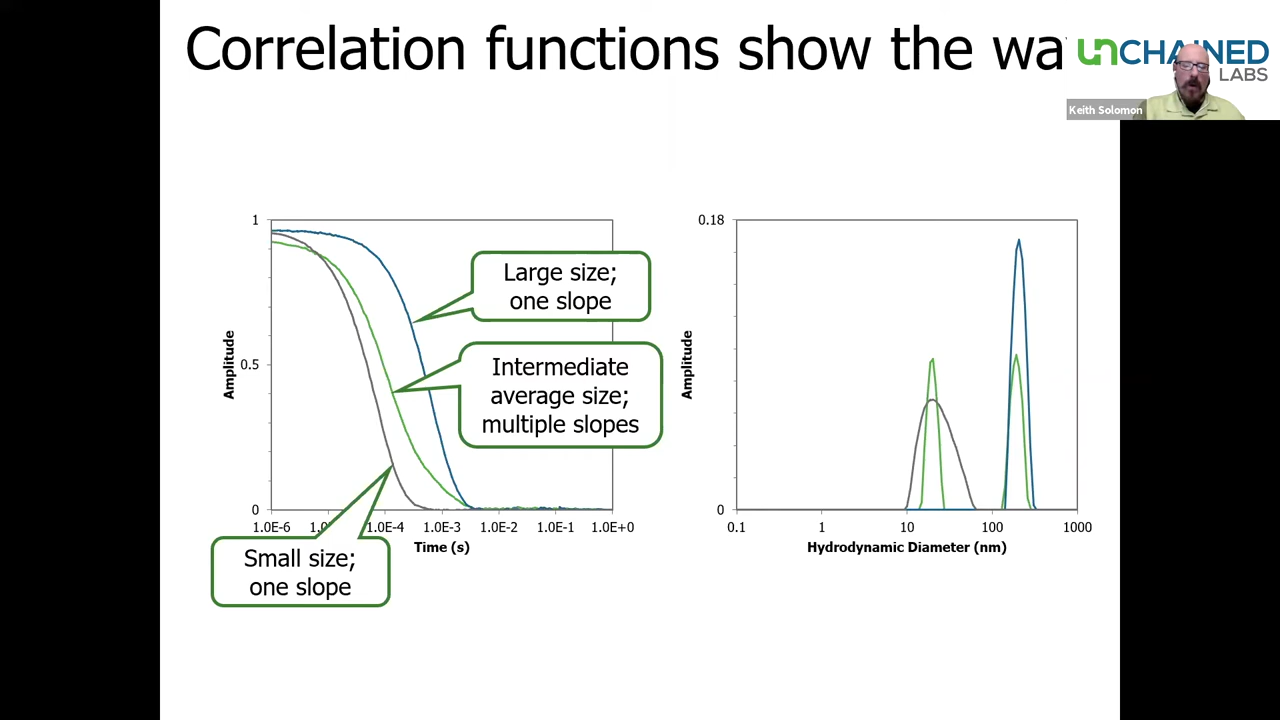 Correlation functions show the wa
UNCHAINED
LABS
Keith Solomon
1
0.5
0
Amplitude
Large size;
one slope
Intermediate
average size;
multiple slopes
Small size;
one slope
1.0E-6
1.0E-4
1.0E-3
1.0E-2
1.0E-1
1.0E+0
Time (s)
0.18
0
Amplitude
0.1
1
10
100
1000
Hydrodynamic Diameter (nm)